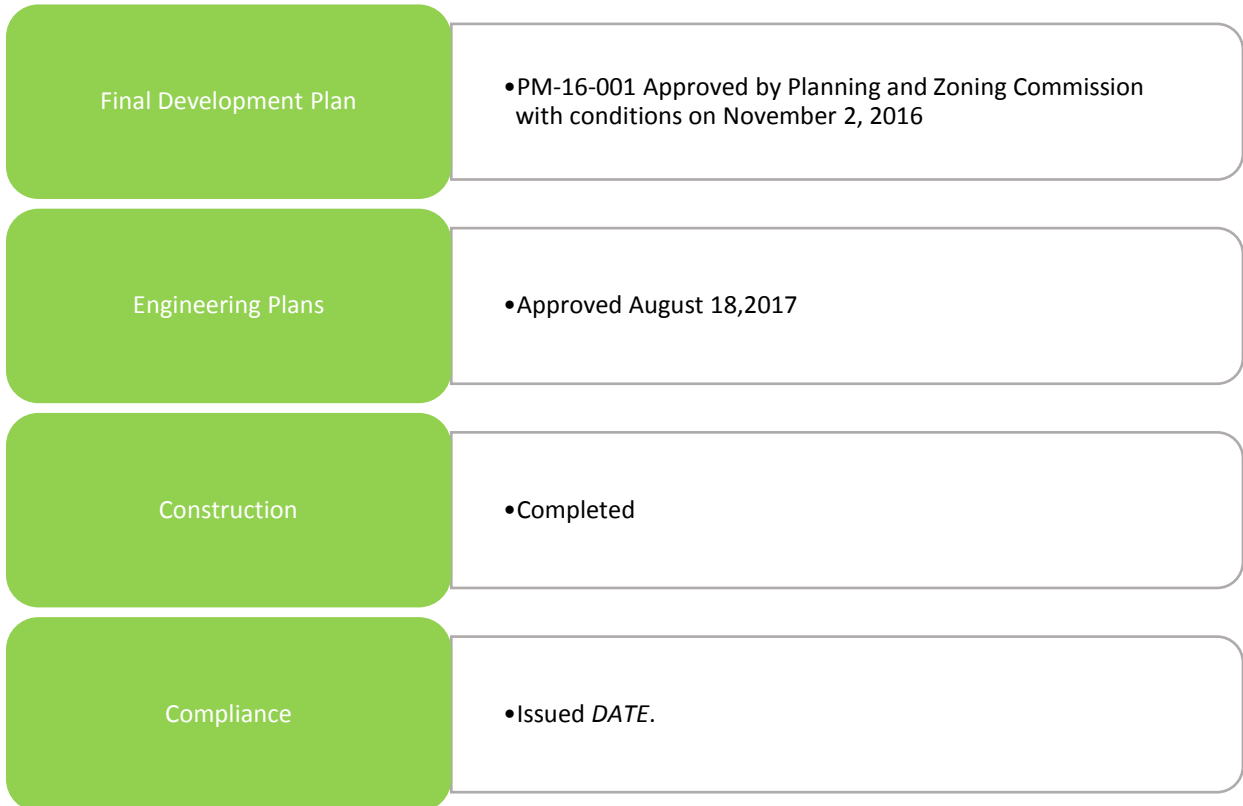 Final Development Plan
•PM-16-001 Approved by Planning and Zoning Commission
with conditions on November 2, 2016
Engineering Plans
•Approved August 18,2017
Construction
•Completed
Compliance
•Issued DATE.